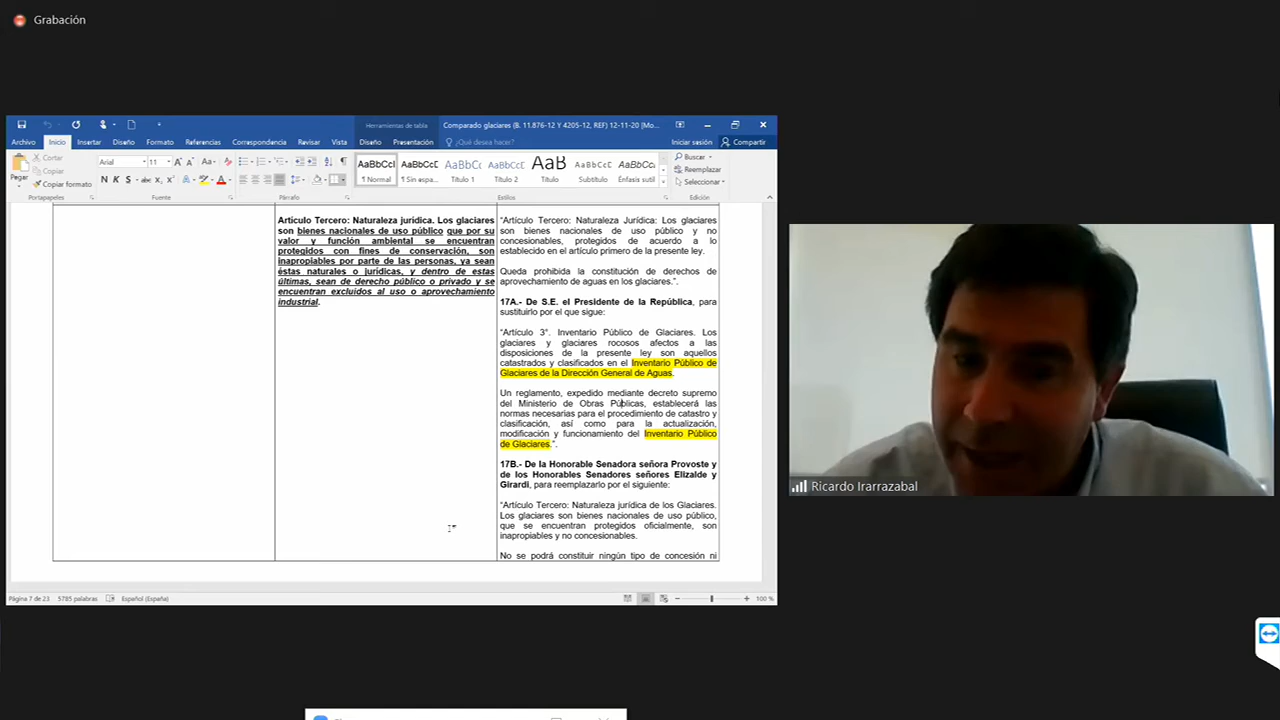 Grabación
Herramientas de tabla
Comparado glaciares (B. 11.876-12 Y 4205-12, REF) 12-11-20 [Mo...
Archivo Inicio Insertar Diseño Formato Referencias Correspondencia Revisar Vista Diseño Presentación ¿Qué desea hacer? Iniciar sesión Compartir
Pegar
Cortar
Copiar
Copiar formato
Portapapeles
Arial 11
N K S abc
Fuente
Párrafo
AaBbCcI AaBbCcD AaBbCc AaBbCcD AaB AaBbCcD AaBbCcC
¶ Normal ¶ Sin espa... Título 1 Título 2 Título Subtítulo Énfasis sutil
Estilos
Buscar
Reemplazar
Seleccionar
Edición
Articulo Tercero: Naturaleza jurídica. Los glaciares
son bienes nacionales de uso público que por su
valor y función ambiental se encuentran
protegidos con fines de conservación, son
inapropiables por parte de las personas, ya sean
éstas naturales o jurídicas, y dentro de estas
últimas, sean de derecho público o privado y se
encuentran excluidos al uso o aprovechamiento
industrial.
“Artículo Tercero: Naturaleza Jurídica: Los glaciares
son bienes nacionales de uso público y no
concesionables, protegidos de acuerdo a lo
establecido en el artículo primero de la presente ley.
Queda prohibida la constitución de derechos de
aprovechamiento de aguas en los glaciares.”.
17A.- De S.E. el Presidente de la República, para
sustituirlo por el que sigue:
“Artículo 3°. Inventario Público de Glaciares. Los
glaciares y glaciares rocosos afectos a las
disposiciones de la presente ley son aquellos
catastrados y clasificados en el Inventario Público de
Glaciares de la Dirección General de Aguas.
Un reglamento, expedido mediante decreto supremo
del Ministerio de Obras Públicas, establecerá las
normas necesarias para el procedimiento de catastro y
clasificación, así como para la actualización,
modificación y funcionamiento del Inventario Público
de Glaciares.”.
17B.- De la Honorable Senadora señora Provoste y
de los Honorables Senadores señores Elizalde y
Girardi, para reemplazarlo por el siguiente:
“Artículo Tercero: Naturaleza jurídica de los Glaciares.
Los glaciares son bienes nacionales de uso público,
que se encuentran protegidos oficialmente, son
inapropiables y no concesionables.
No se podrá constituir ningún tipo de concesión ni
Página 7 de 23 5785 palabras Español (España) 100 %
Ricardo Irarrazabal